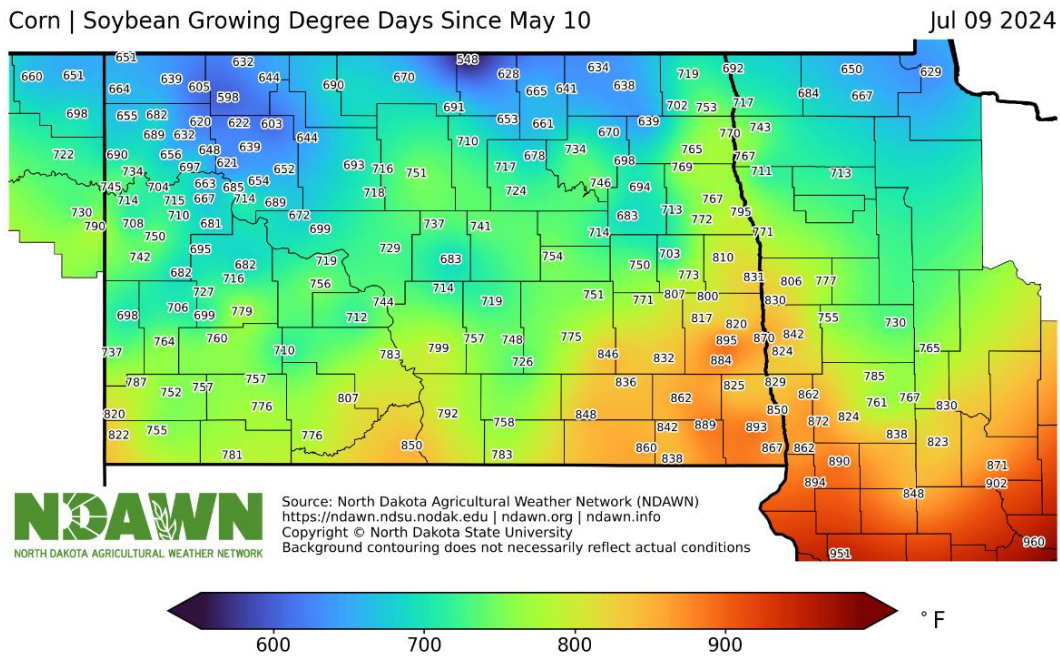 Corn | Soybean Growing Degree Days Since May 10 Jul 09 2024
651 632 548 634 692 650
660 651 639 605 644 670 628 719 629
664 598 690 665 641 638 684 667
698 655 682 620 622 603 691 653 661 639 702 753 717
689 632 648 639 644 710 670 734 770 743
722 690 656 697 621 652 693 716 751 717 678 698 765 767
734 663 654 769 711 713
745 704 685 718 724 746 694
714 715 667 714 689 683 713 767 795
730 790 708 710 681 672 699 737 741 714 772 771
750 695 729
742 682 682 719 683 754 750 703 810
716 756 773 831 806 777
727 714 719 751 771 807 800 830
698 706 699 779 712 744 817 820 755 730
737 764 760 710 783 799 757 748 775 846 832 895 870 842 765
726 884 824
787 752 757 757 836 825 829 785
776 807 862 850 862 761 767 830
820 792 758 848 842 889 893 872 824
822 755 776 850 860 867 862 838 823
781 783 838 890 871
894 848 902
951 960
NDAWN
NORTH DAKOTA AGRICULTURAL WEATHER NETWORK
Source: North Dakota Agricultural Weather Network (NDAWN)
https://ndawn.ndsu.nodak.edu | ndawn.org | ndawn.info
Copyright © North Dakota State University
Background contouring does not necessarily reflect actual conditions
600 700 800 900 °F